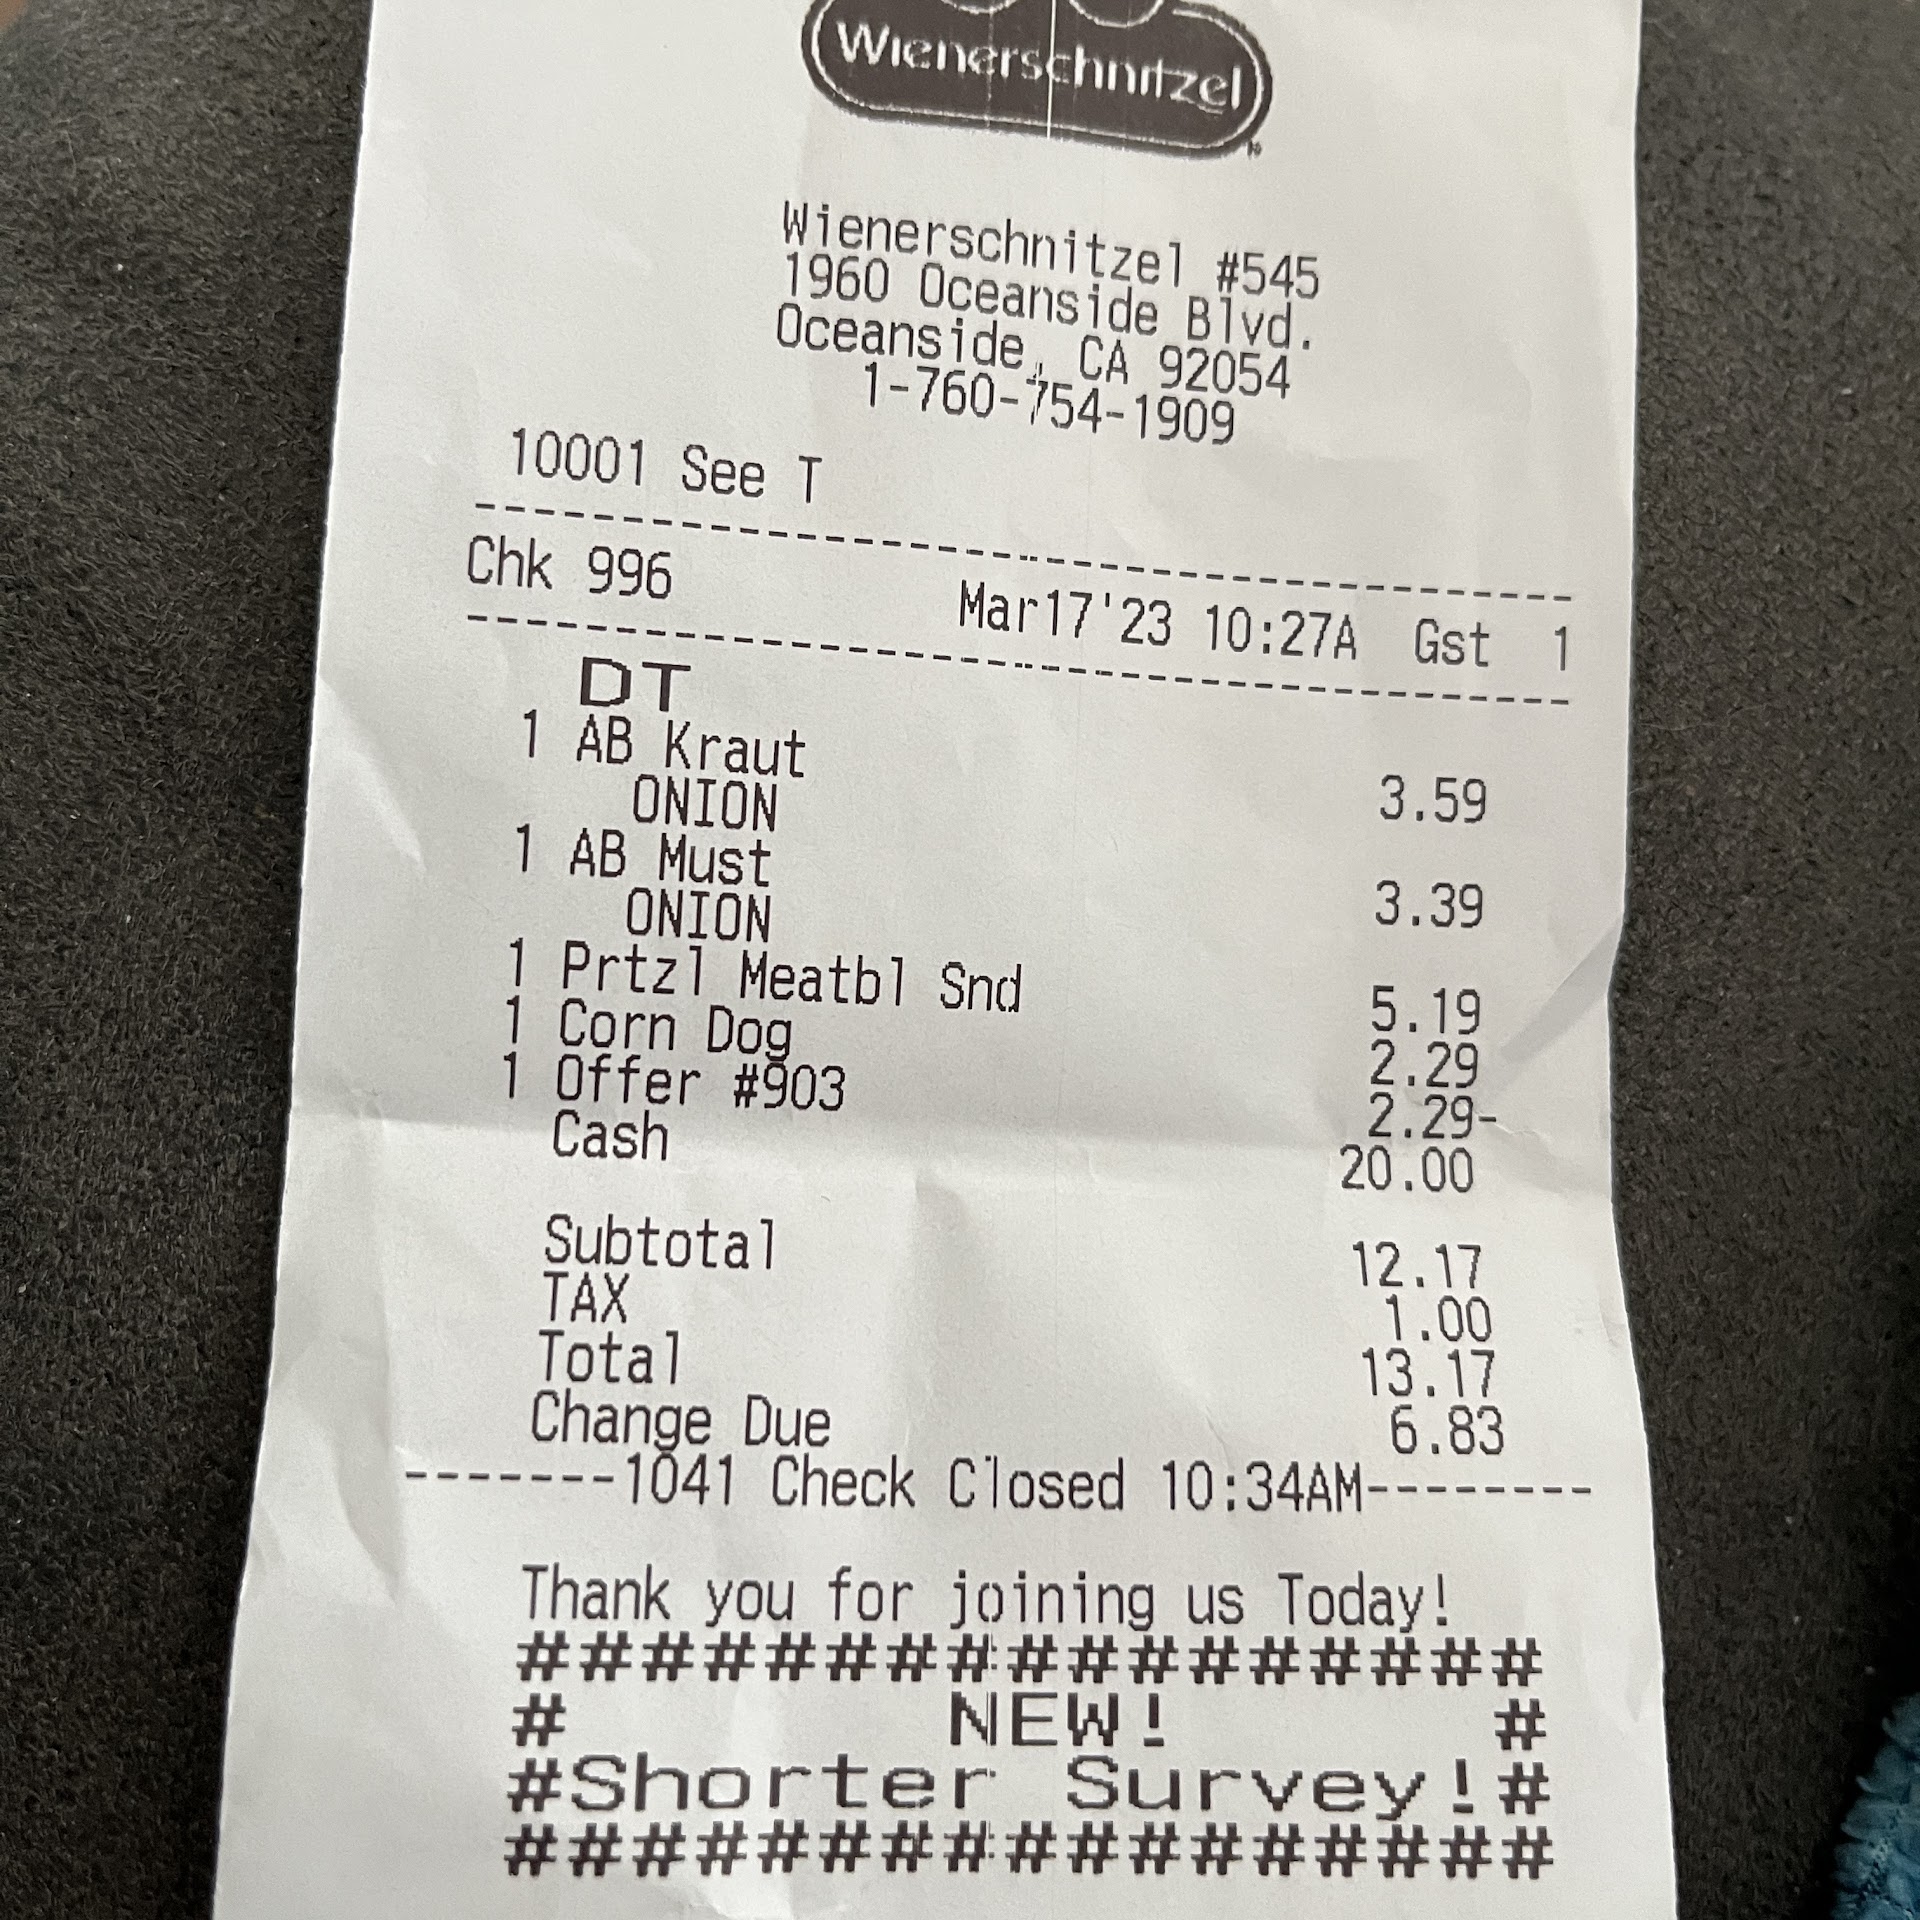 Wienerschnitzel
Wienerschnitzel #545
1960 Oceanside Blvd.
Oceanside, CA 92054
1-760-754-1909
10001 See T
--------------------------------------
Chk 996 Mar17'23 10:27A Gst 1
--------------------------------------
DT
1 AB Kraut 3.59
ONION
1 AB Must 3.39
ONION
1 Prtzl Meatbl Snd 5.19
1 Corn Dog 2.29
1 Offer #903 2.29-
Cash 20.00
Subtotal 12.17
TAX 1.00
Total 13.17
Change Due 6.83
-------1041 Check Closed 10:34AM--------
Thank you for joining us Today!
#################
# NEW! #
#Shorter Survey!#
#################